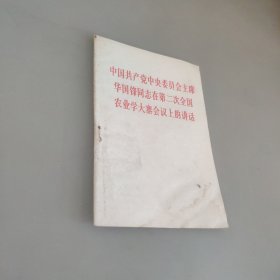 中国共产党中央委员会主席
华国锋同志在第二次全国
农业学大寨会议上的讲话